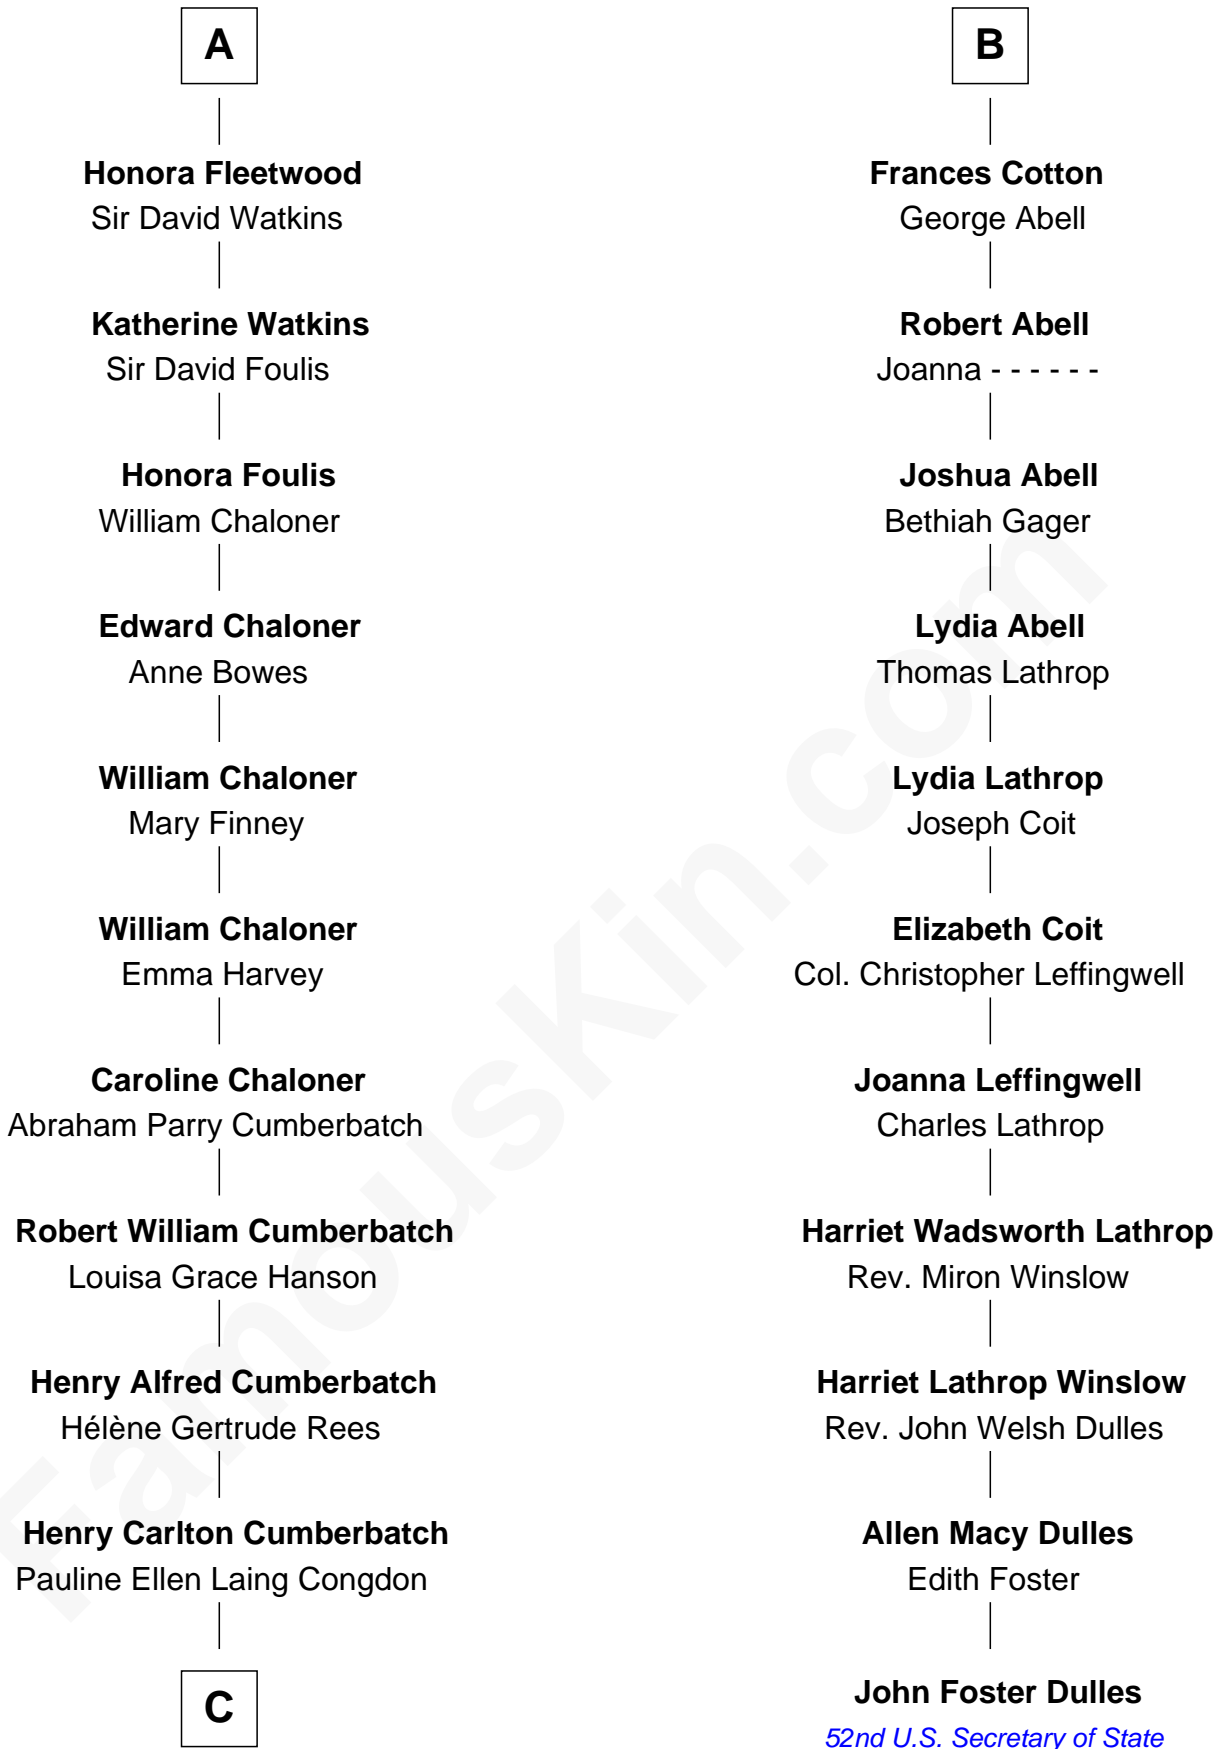 A
Honora Fleetwood
Sir David Watkins
Katherine Watkins
Sir David Foulis
Honora Foulis
William Chaloner
Edward Chaloner
Anne Bowes
William Chaloner
Mary Finney
William Chaloner
Emma Harvey
Caroline Chaloner
Abraham Parry Cumberbatch
Robert William Cumberbatch
Louisa Grace Hanson
Henry Alfred Cumberbatch
Hélène Gertrude Rees
Henry Carlton Cumberbatch
Pauline Ellen Laing Congdon
C
B
Frances Cotton
George Abell
Robert Abell
Joanna - - - - - -
Joshua Abell
Bethiah Gager
Lydia Abell
Thomas Lathrop
Lydia Lathrop
Joseph Coit
Elizabeth Coit
Col. Christopher Leffingwell
Joanna Leffingwell
Charles Lathrop
Harriet Wadsworth Lathrop
Rev. Miron Winslow
Harriet Lathrop Winslow
Rev. John Welsh Dulles
Allen Macy Dulles
Edith Foster
John Foster Dulles
52nd U.S. Secretary of State
FamousKin.com